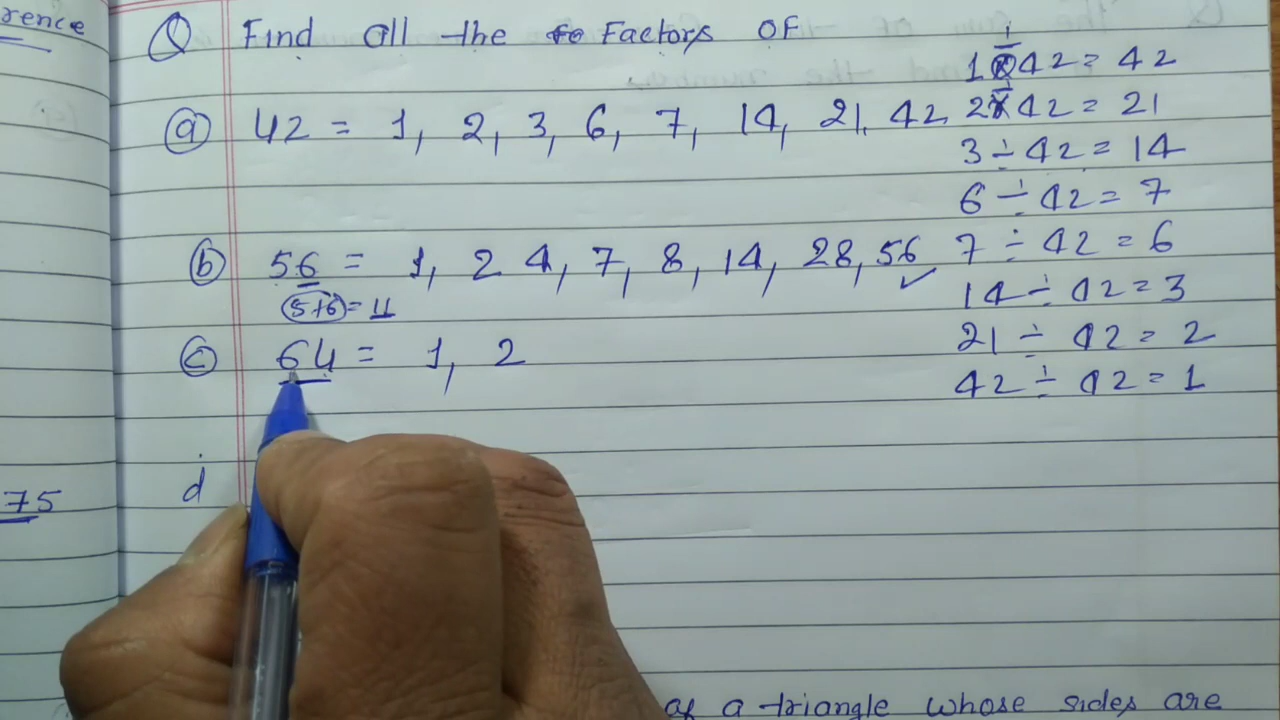 rence
Q Find all the Factors OF
1 ÷ 42 = 42
a 42 = 1, 2, 3, 6, 7, 14, 21, 42
2 ÷ 42 = 21
3 ÷ 42 = 14
6 ÷ 42 = 7
b 56 = 1, 2 4, 7, 8, 14, 28, 56 ✓
7 ÷ 42 = 6
(5+6) = 11
14 ÷ 42 = 3
c 64 = 1, 2
21 ÷ 42 = 2
42 ÷ 42 = 1
d
75
of a triangle whose sides are